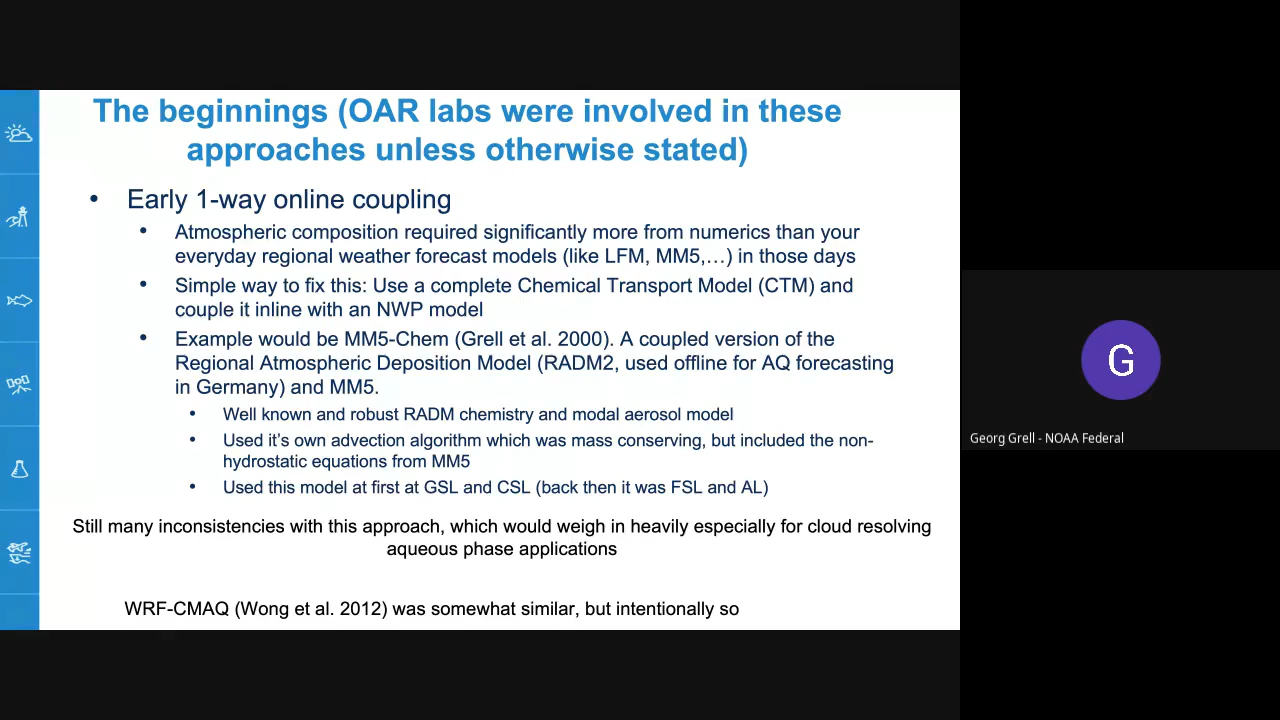 The beginnings (OAR labs were involved in these
approaches unless otherwise stated)
• Early 1-way online coupling
• Atmospheric composition required significantly more from numerics than your
everyday regional weather forecast models (like LFM, MM5,…) in those days
• Simple way to fix this: Use a complete Chemical Transport Model (CTM) and
couple it inline with an NWP model
• Example would be MM5-Chem (Grell et al. 2000). A coupled version of the
Regional Atmospheric Deposition Model (RADM2, used offline for AQ forecasting
in Germany) and MM5.
• Well known and robust RADM chemistry and modal aerosol model
• Used it’s own advection algorithm which was mass conserving, but included the non-
hydrostatic equations from MM5
• Used this model at first at GSL and CSL (back then it was FSL and AL)
Still many inconsistencies with this approach, which would weigh in heavily especially for cloud resolving
aqueous phase applications
WRF-CMAQ (Wong et al. 2012) was somewhat similar, but intentionally so
G
Georg Grell - NOAA Federal